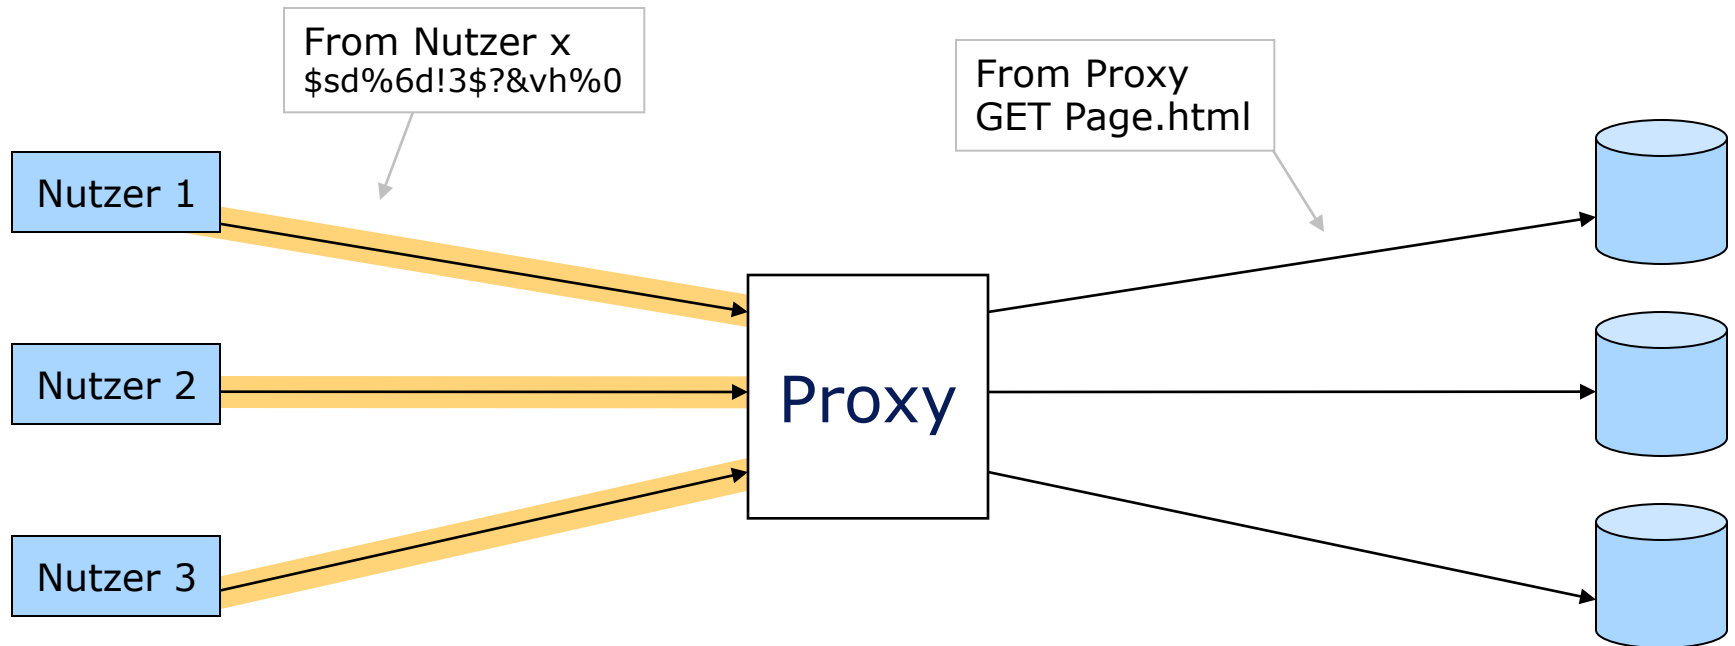 From Nutzer x
$sd%6d!3$?&vh%0
From Proxy
GET Page.html
Nutzer 1
Nutzer 2
Proxy
Nutzer 3